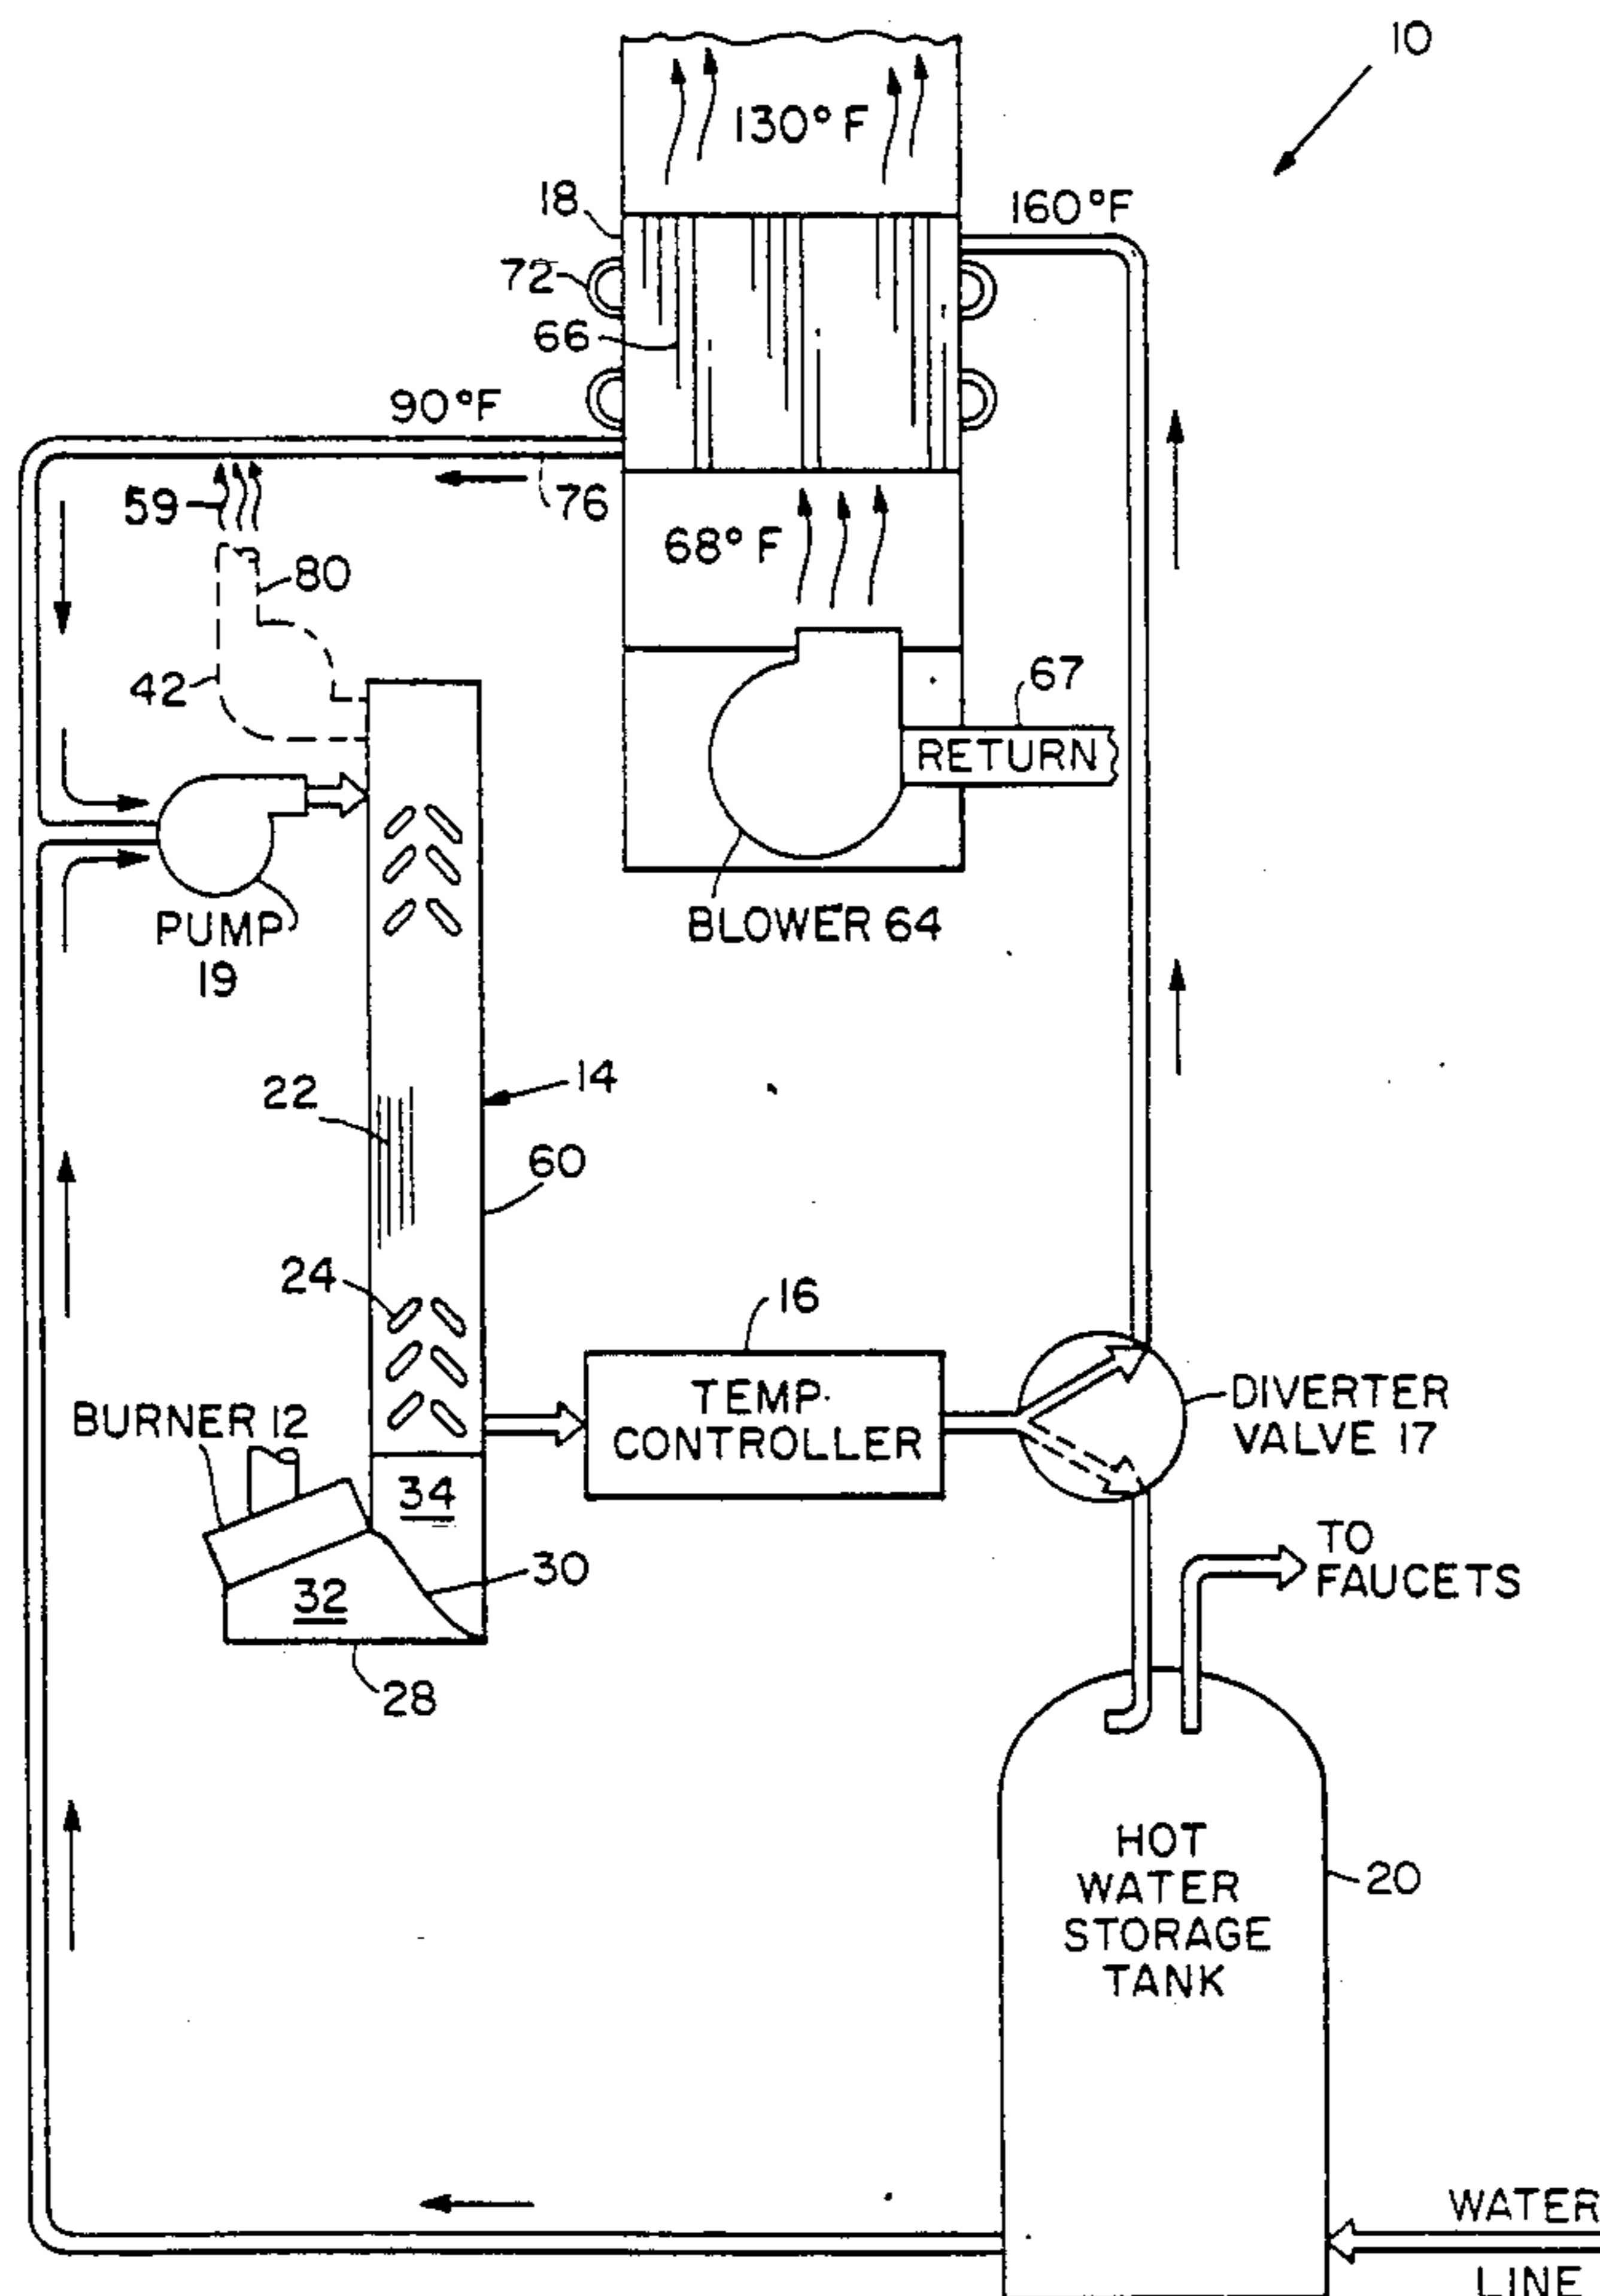 10
130°F
18
160°F
72
66
90°F
76
59
68°F
80
42
67
RETURN
PUMP
19
BLOWER 64
14
22
60
24
16
TEMP.
CONTROLLER
DIVERTER
VALVE 17
BURNER 12
34
32
30
28
TO
FAUCETS
HOT
WATER
STORAGE
TANK
20
WATER
LINE